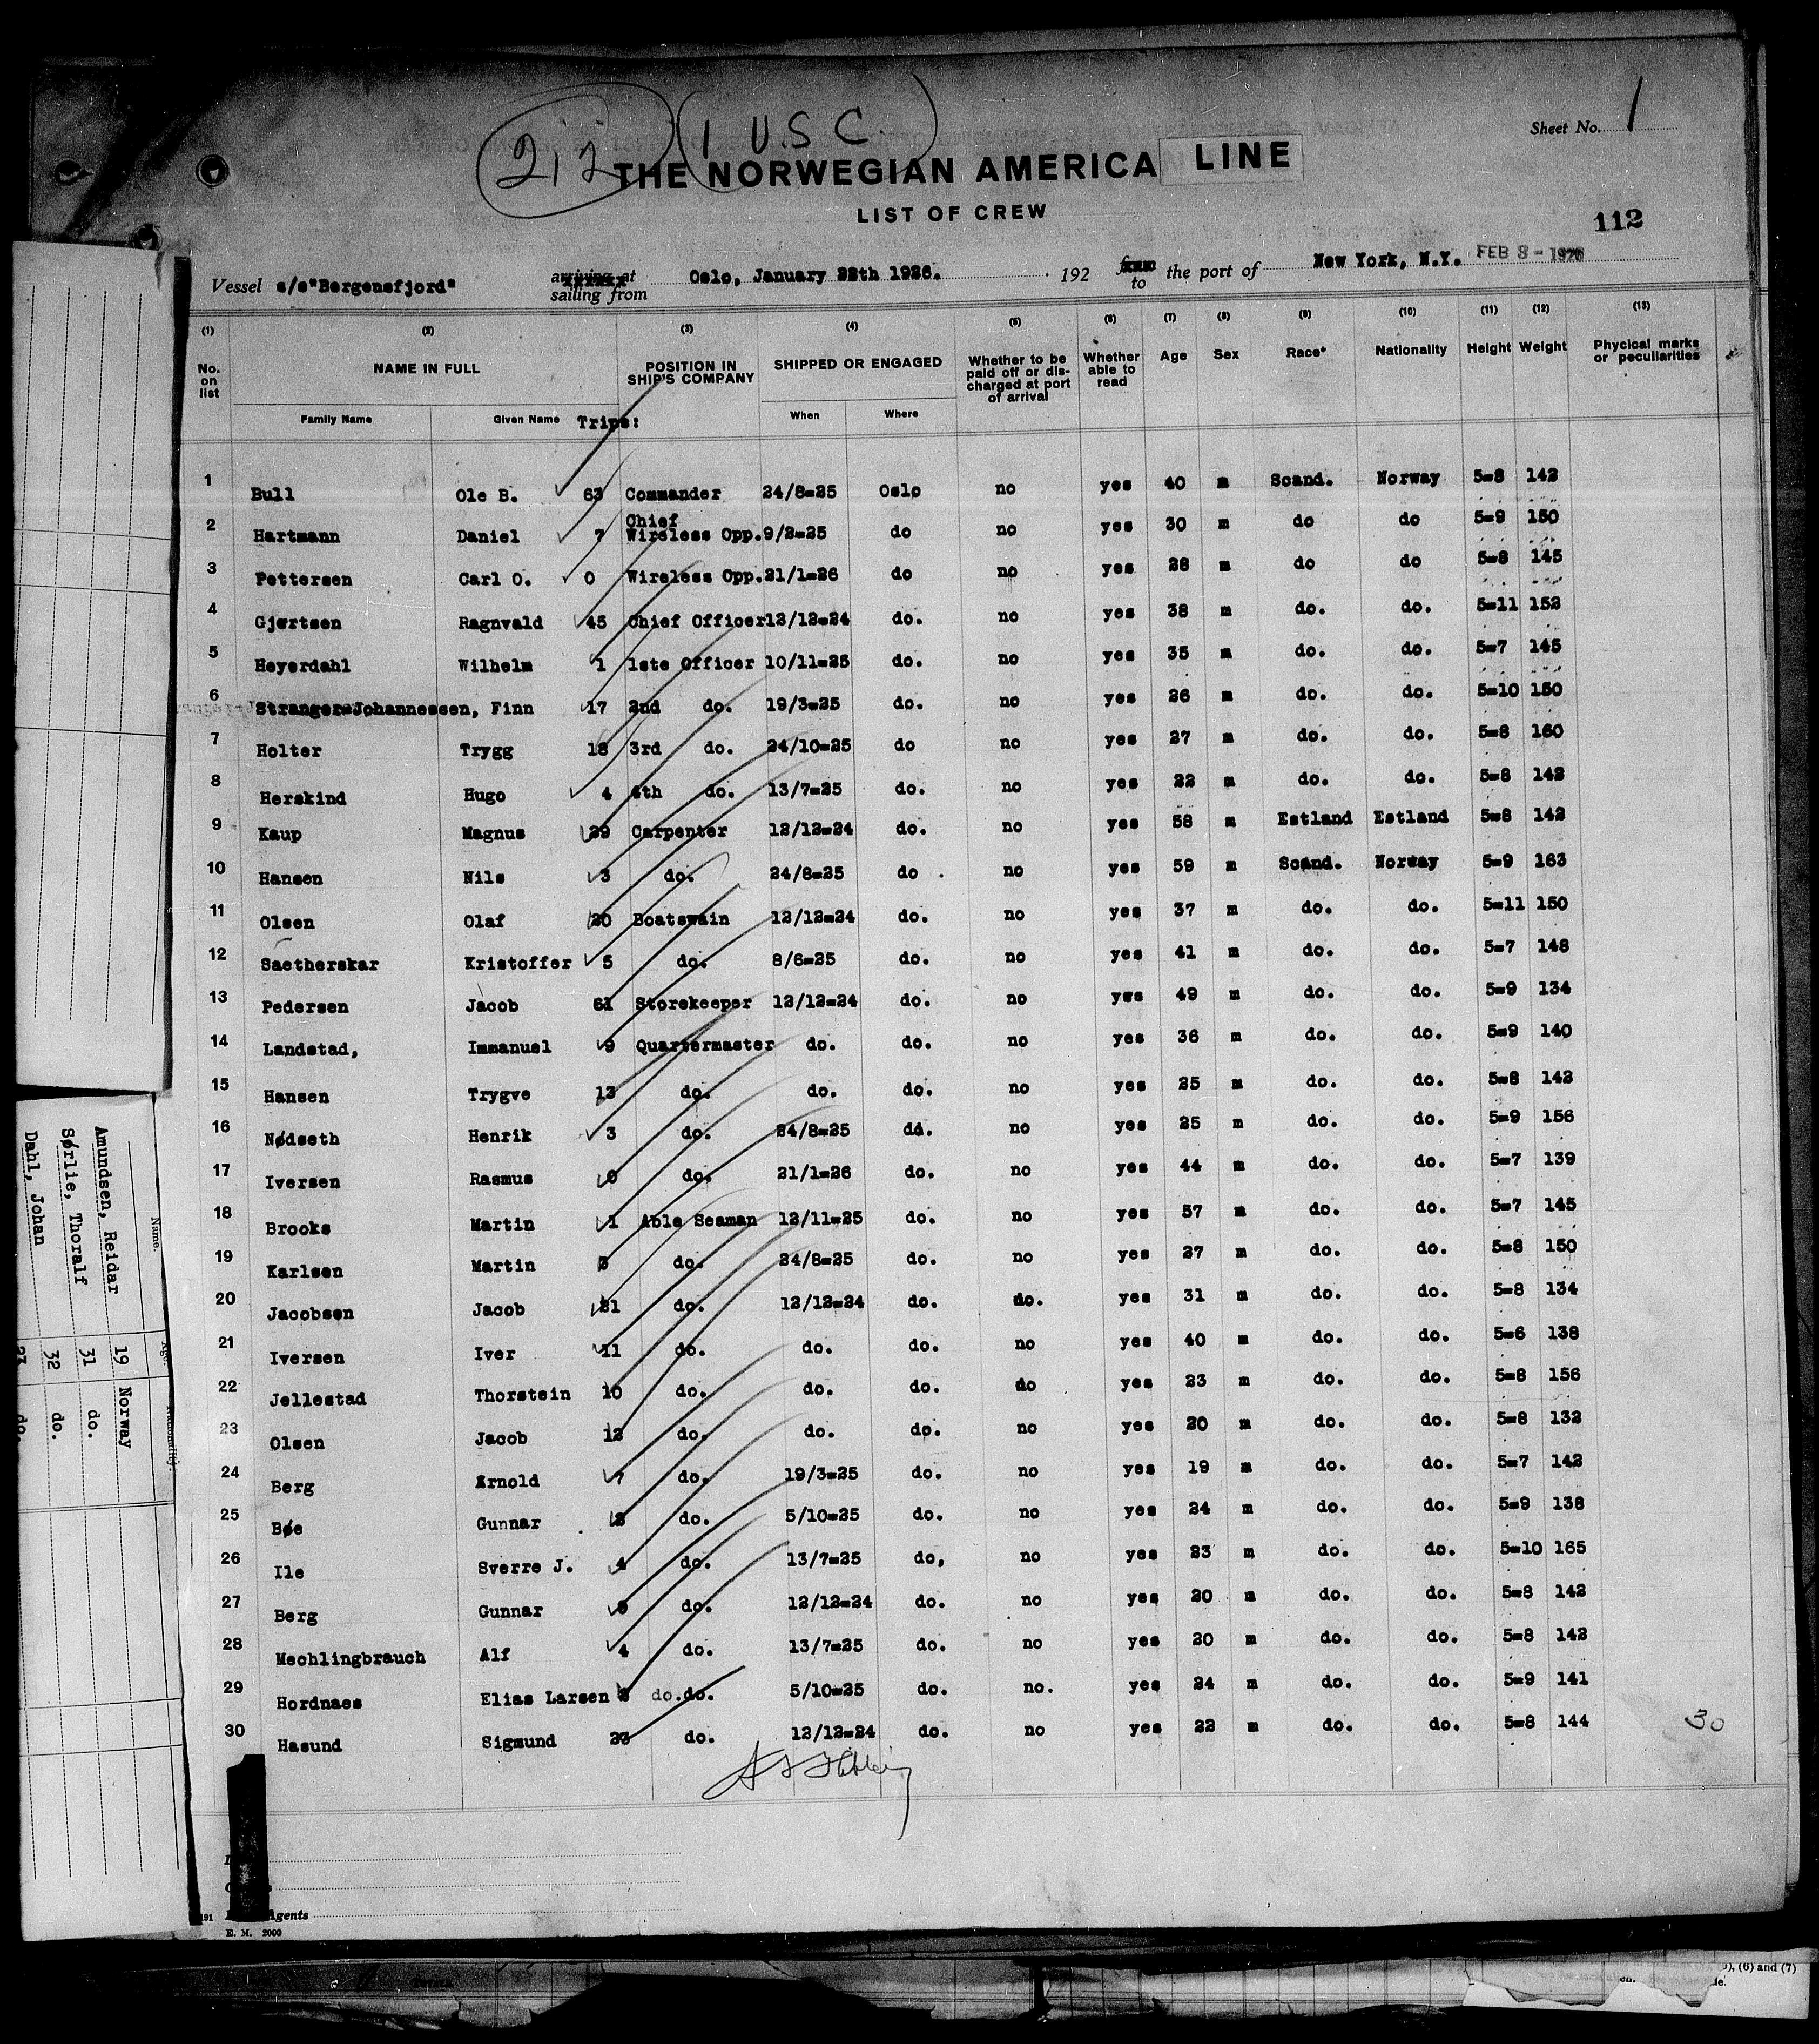 212 (1 U.S.C.)
Sheet No. 1
THE NORWEGIAN AMERICA LINE
LIST OF CREW
112
Vessel s/s"Bergensfjord" arriving at sailing from Oslo, January 22th 1926. 192 from to the port of New York, N.Y. FEB 3 - 1926
(1) (2) (3) (4) (5) (6) (7) (8) (9) (10) (11) (12) (13)
No. on list NAME IN FULL POSITION IN SHIP'S COMPANY SHIPPED OR ENGAGED Whether to be paid off or discharged at port of arrival Whether able to read Age Sex Race* Nationality Height Weight Phycical marks or peculiarities
Family Name Given Name Trips: When Where
1 Bull Ole B. 63 Commander 24/8-25 Oslo no yes 40 m Scand. Norway 5-8 142
2 Hartmann Daniel 7 Chief Wireless Opp. 9/2-25 do no yes 30 m do do 5-9 150
3 Pettersen Carl O. 0 Wireless Opp. 21/1-26 do no yes 28 m do do 5-8 145
4 Gjørtsen Ragnvald 45 Chief Officer 12/12-24 do. no yes 38 m do. do. 5-11 152
5 Heyerdahl Wilhelm 1 1ste Officer 10/11-25 do. no yes 35 m do. do. 5-7 145
6 Stranger-Johannessen, Finn 17 2nd do. 19/3-25 do. no yes 26 m do. do. 5-10 150
7 Holter Trygg 18 3rd do. 24/10-25 do no yes 27 m do. do. 5-8 160
8 Herskind Hugo 4 4th do. 13/7-25 do. no yes 22 m do. do. 5-8 142
9 Kaup Magnus 29 Carpenter 12/12-24 do. no yes 58 m Estland Estland 5-8 142
10 Hansen Nils 3 do. 24/8-25 do . no yes 59 m Scand. Norway 5-9 163
11 Olsen Olaf 20 Boatswain 12/12-24 do. no yes 37 m do. do. 5-11 150
12 Saetherskar Kristoffer 5 do. 8/6-25 do. no yes 41 m do. do. 5-7 148
13 Pedersen Jacob 61 Storekeeper 12/12-24 do. no yes 49 m do. do. 5-9 134
14 Landstad, Immanuel 9 Quartermaster do. do. no yes 36 m do. do. 5-9 140
15 Hansen Trygve 13 do. do. do. no yes 25 m do. do. 5-8 142
16 Nødseth Henrik 3 do. 24/8-25 do. no yes 25 m do. do. 5-9 156
17 Iversen Rasmus 0 do. 21/1-26 do. no yes 44 m do. do. 5-7 139
18 Brooks Martin 1 Able Seaman 12/11-25 do. no yes 57 m do. do. 5-7 145
19 Karlsen Martin 3 do. 24/8-25 do. no yes 27 m do. do. 5-8 150
20 Jacobsen Jacob 21 do. 12/12-24 do. do. yes 31 m do. do. 5-8 134
21 Iversen Iver 11 do. do. do. no yes 40 m do. do. 5-6 138
22 Jellestad Thorstein 10 do. do. do. do yes 23 m do. do. 5-8 156
23 Olsen Jacob 12 do. do. do. no yes 20 m do. do. 5-8 132
24 Berg Arnold 7 do. 19/3-25 do. no yes 19 m do. do. 5-7 142
25 Bøe Gunnar do. 5/10-25 do. no yes 24 m do. do. 5-9 138
26 Ile Sverre J. 4 do. 13/7-25 do, no yes 23 m do. do. 5-10 165
27 Berg Gunnar 9 do. 12/12-24 do. no yes 20 m do. do. 5-8 142
28 Mechlingbrauch Alf 4 do. 13/7-25 do. no yes 20 m do. do. 5-8 142
29 Hordnaes Elias Larsen do.do. 5/10-25 do. no. yes 24 m do. do. 5-9 141
30 Hasund Sigmund 23 do. 12/12-24 do. no yes 22 m do. do. 5-8 144 30
Agents
E. M. 2000
Name. Age. Nationality.
Amundsen, Reidar 19 Norway
Sørlie, Thoralf 31 do.
Dahl, Johan 32 do.
23 do.
(6) and (7)